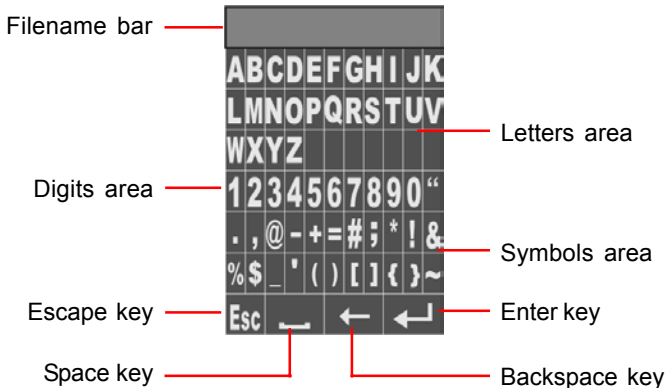 Filename bar
ABCDEFGHIJK
LMNOPQRSTUV
Letters area
WXYZ
Digits area
1234567890“
. , @ - + = # ; * ! &
Symbols area
% $ _ ' ( ) [ ] { } ~
Escape key
Esc ← ↵
Enter key
Space key
Backspace key